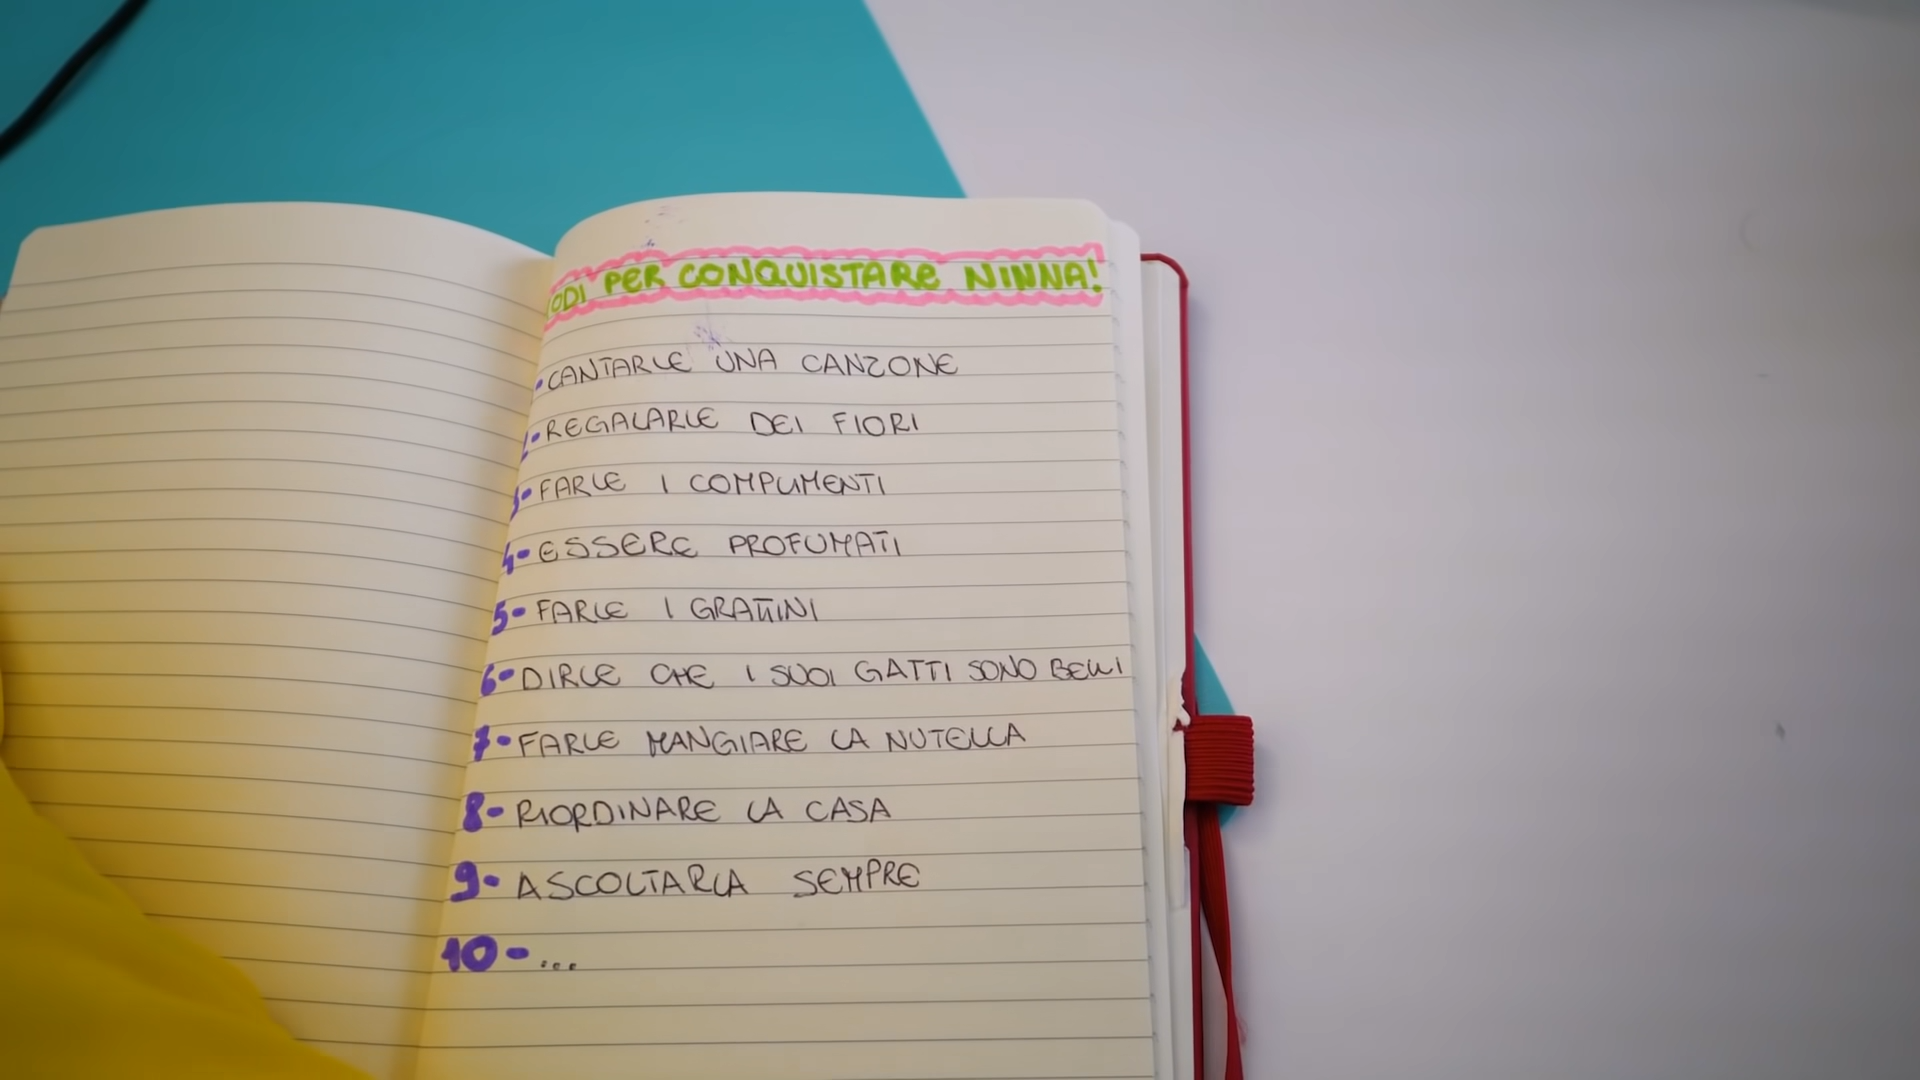 ODI PER CONQUISTARE NINNA!
- CANTARLE UNA CANZONE
2- REGALARLE DEI FIORI
3- FARLE I COMPLIMENTI
4- ESSERE PROFUMATI
5- FARLE I GRATTINI
6- DIRLE CHE I SUOI GATTI SONO BELLI
7- FARLE MANGIARE LA NUTELLA
8- RIORDINARE LA CASA
9- ASCOLTARLA SEMPRE
10- ...